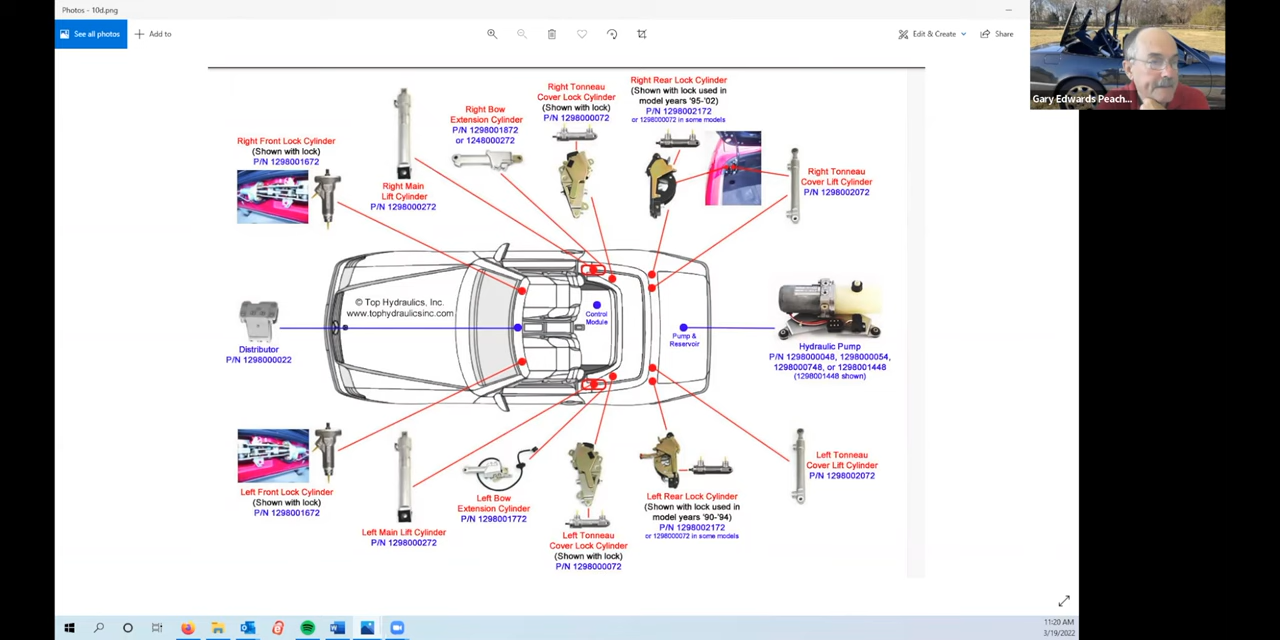 Photos - 10d.png
See all photos
Add to
Edit & Create
Share
Gary Edwards Peach...
Right Front Lock Cylinder
(Shown with lock)
P/N 1298001672
Right Main
Lift Cylinder
P/N 1298000272
Right Bow
Extension Cylinder
P/N 1298001872
or 1248000272
Right Tonneau
Cover Lock Cylinder
(Shown with lock)
P/N 1298000072
Right Rear Lock Cylinder
(Shown with lock used in
model years '95-'02)
P/N 1298002172
or 1298000072 in some models
Right Tonneau
Cover Lift Cylinder
P/N 1298002072
© Top Hydraulics, Inc.
www.tophydraulicsinc.com
Control
Module
Pump &
Reservoir
Distributor
P/N 1298000022
Hydraulic Pump
P/N 1298000048, 1298000054,
1298000748, or 1298001448
(1298001448 shown)
Left Front Lock Cylinder
(Shown with lock)
P/N 1298001672
Left Main Lift Cylinder
P/N 1298000272
Left Bow
Extension Cylinder
P/N 1298001772
Left Tonneau
Cover Lock Cylinder
(Shown with lock)
P/N 1298000072
Left Rear Lock Cylinder
(Shown with lock used in
model years '90-'94)
P/N 1298002172
or 1298000072 in some models
Left Tonneau
Cover Lift Cylinder
P/N 1298002072
11:20 AM
3/19/2022